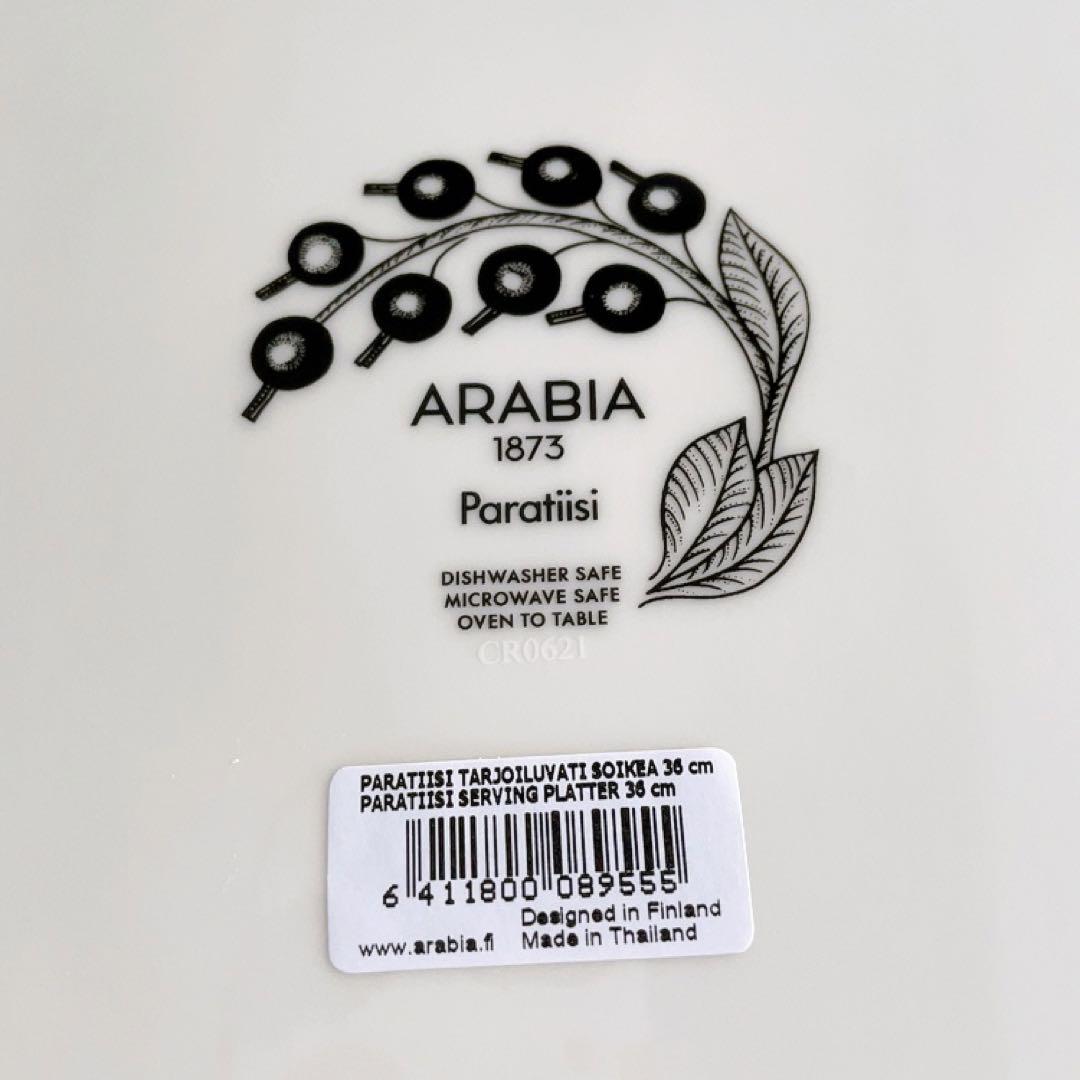 ARABIA
1873
Paratiisi
DISHWASHER SAFE
MICROWAVE SAFE
OVEN TO TABLE
CR0621
PARATIISI TARJOILUVATI SOIKEA 36 cm
PARATIISI SERVING PLATTER 36 cm
6 411800 089555
Designed in Finland
www.arabia.fi Made in Thailand